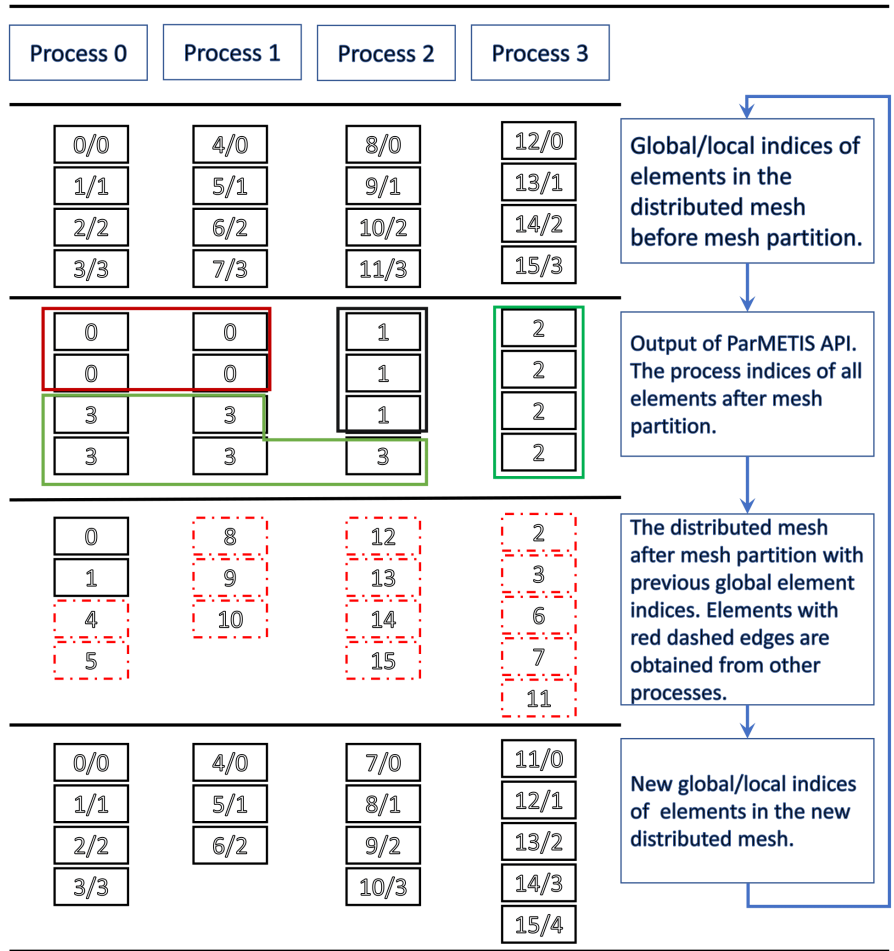 Process 0
Process 1
Process 2
Process 3
0/0
4/0
8/0
12/0
1/1
5/1
9/1
13/1
2/2
6/2
10/2
14/2
3/3
7/3
11/3
15/3
Global/local indices of
elements in the
distributed mesh
before mesh partition.
0
0
1
2
0
0
1
2
3
3
1
2
3
3
3
2
Output of ParMETIS API.
The process indices of all
elements after mesh
partition.
0
8
12
2
1
9
13
3
4
10
14
6
5
15
7
11
The distributed mesh
after mesh partition with
previous global element
indices. Elements with
red dashed edges are
obtained from other
processes.
0/0
4/0
7/0
11/0
1/1
5/1
8/1
12/1
2/2
6/2
9/2
13/2
3/3
10/3
14/3
15/4
New global/local indices
of elements in the new
distributed mesh.